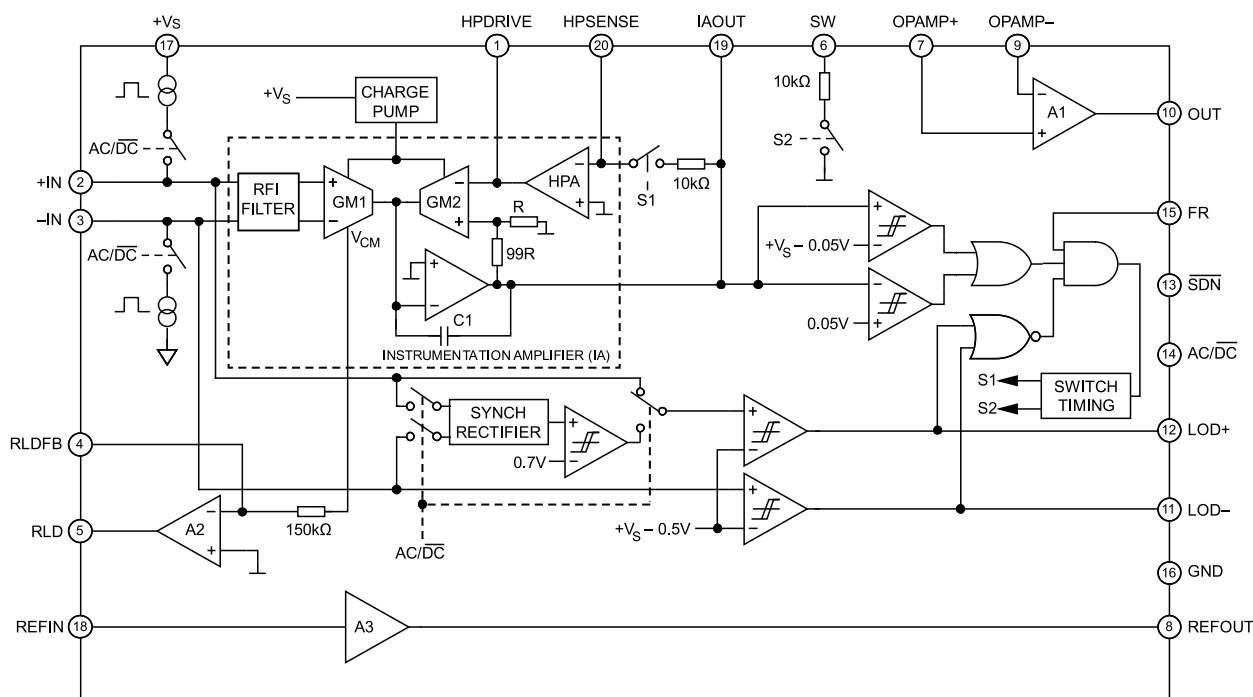 +VS
HPDRIVE
HPSENSE
IAOUT
SW
OPAMP+
OPAMP–
17
1
20
19
6
7
9
+VS
CHARGE
PUMP
10kΩ
A1
10
OUT
AC/DC
S2
+IN
2
RFI
FILTER
GM1
GM2
HPA
S1
10kΩ
–IN
3
VCM
R
99R
+VS – 0.05V
15
FR
AC/DC
13
SDN
C1
0.05V
INSTRUMENTATION AMPLIFIER (IA)
14
AC/DC
S1
S2
SWITCH
TIMING
SYNCH
RECTIFIER
0.7V
RLDFB
4
12
LOD+
RLD
5
A2
150kΩ
AC/DC
+VS – 0.5V
11
LOD–
16
GND
REFIN
18
A3
8
REFOUT